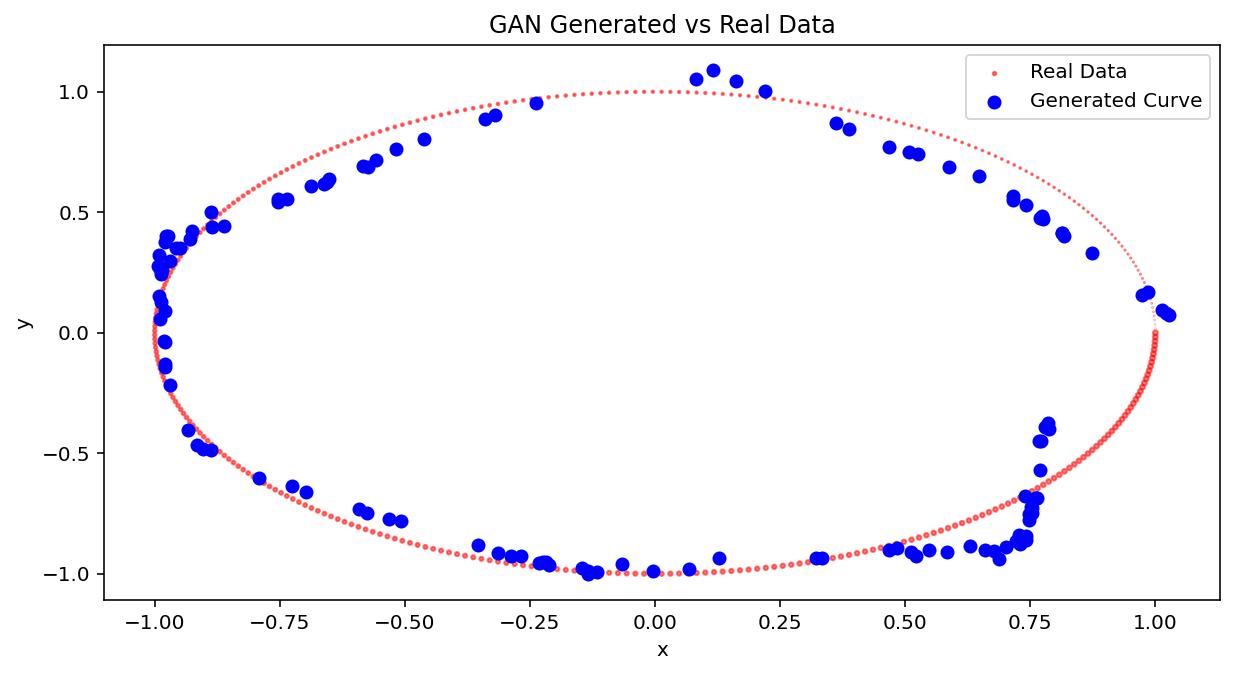 GAN Generated vs Real Data
Real Data
Generated Curve
y
1.0
0.5
0.0
−0.5
−1.0
−1.00 −0.75 −0.50 −0.25 0.00 0.25 0.50 0.75 1.00
x